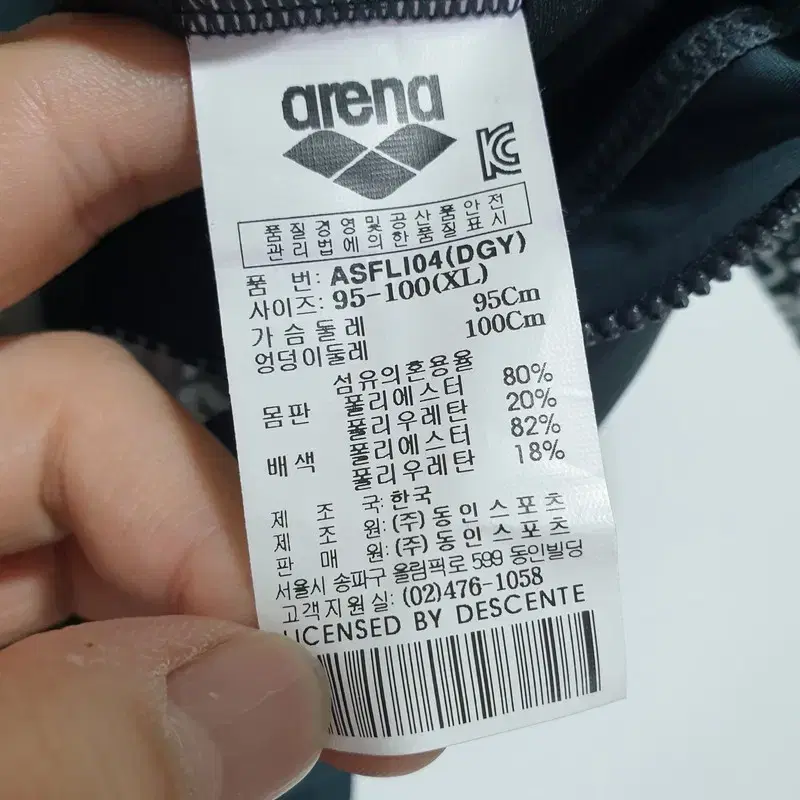 arena
품질경영및공산품안전
관리법에의한품질표시
품 번: ASFLI04(DGY)
사이즈: 95-100(XL)
가슴둘레 95Cm
엉덩이둘레 100Cm
섬유의혼용율
몸판 폴리에스터 80%
폴리우레탄 20%
배색 폴리에스터 82%
폴리우레탄 18%
제 조 국: 한국
제 조 원: (주) 동인스포츠
판 매 원: (주) 동인스포츠
서울시 송파구 올림픽로 599 동인빌딩
고객지원실: (02)476-1058
LICENSED BY DESCENTE